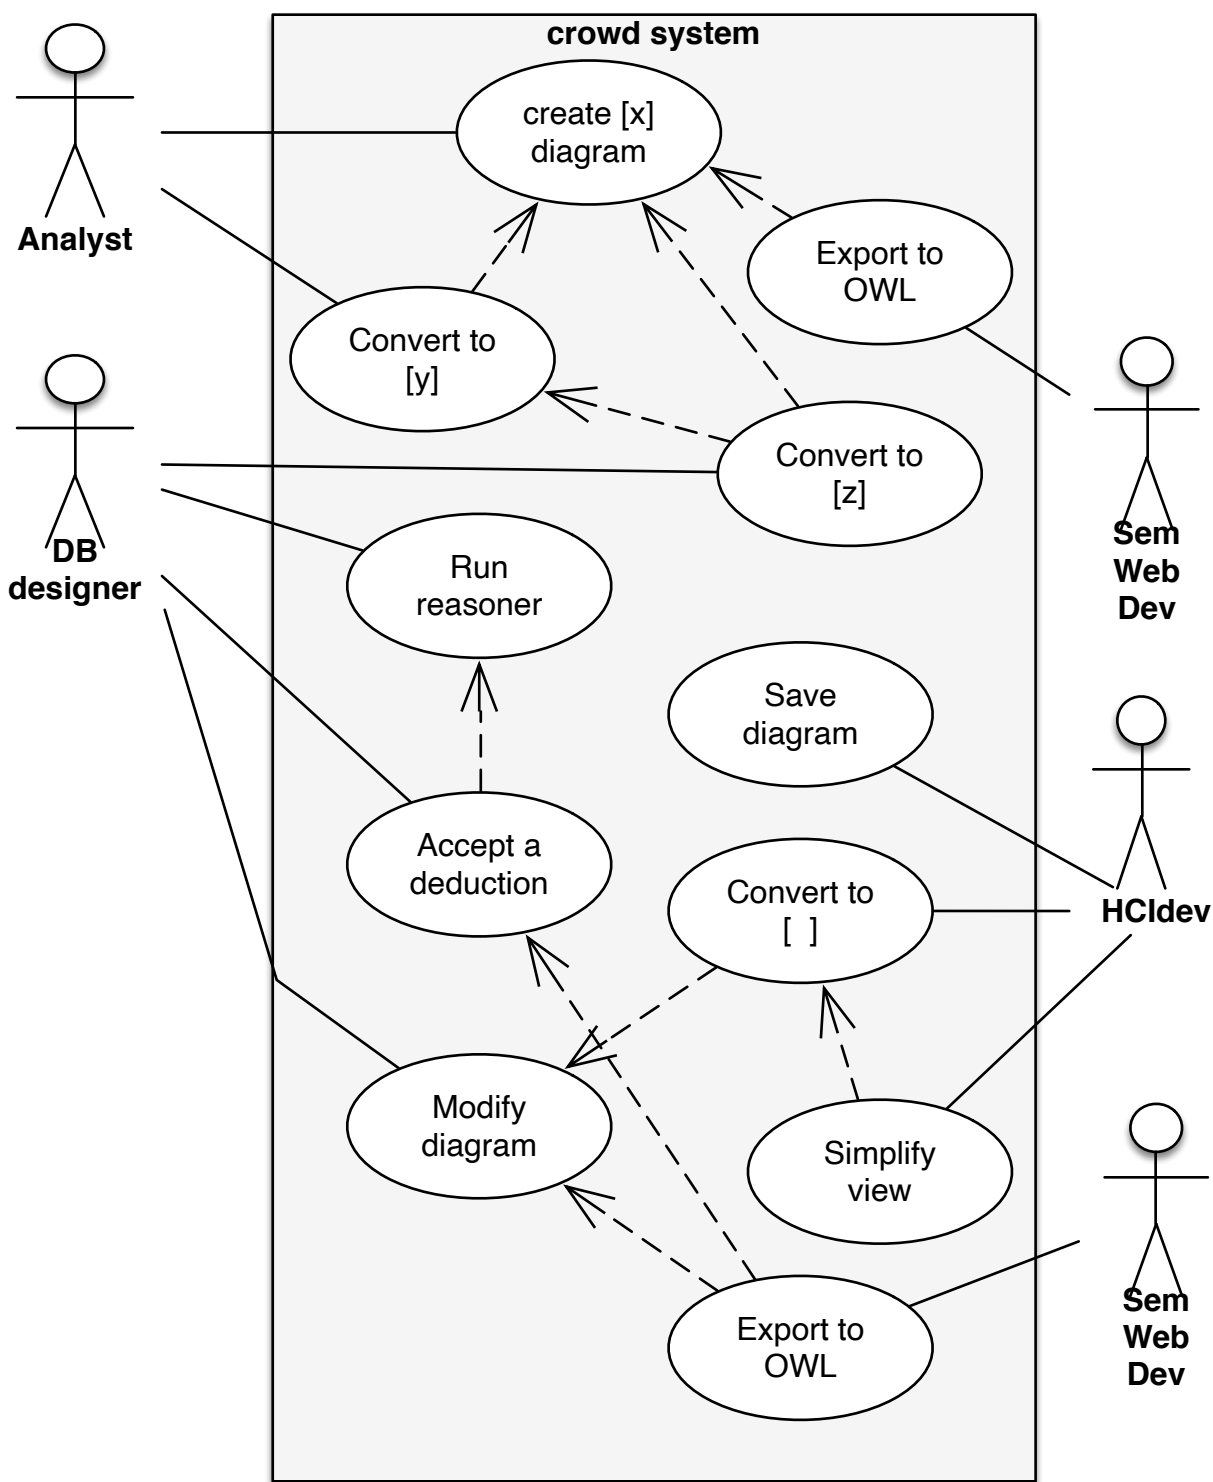 crowd system
create [x]
diagram
Analyst
Export to
OWL
Convert to
[y]
Convert to
[z]
DB
designer
Run
reasoner
Sem
Web
Dev
Save
diagram
Accept a
deduction
Convert to
[  ]
HCIdev
Modify
diagram
Simplify
view
Export to
OWL
Sem
Web
Dev